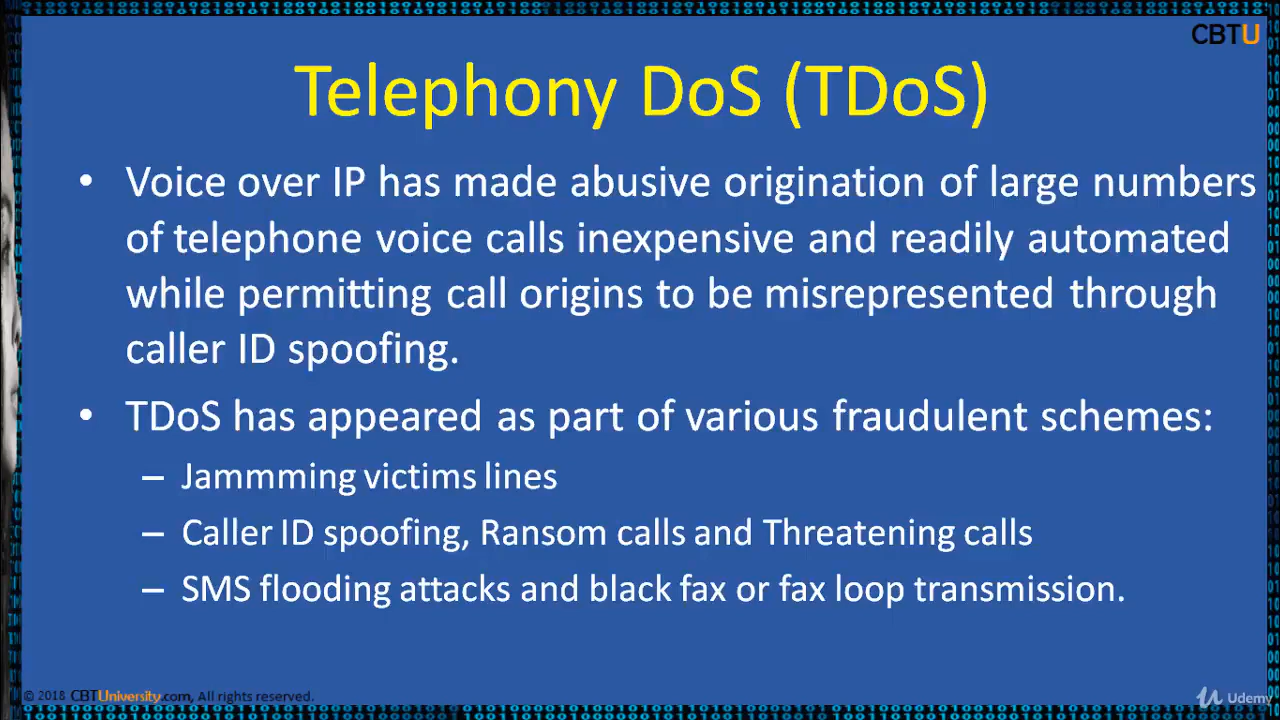 CBTU
Telephony DoS (TDoS)
• Voice over IP has made abusive origination of large numbers
of telephone voice calls inexpensive and readily automated
while permitting call origins to be misrepresented through
caller ID spoofing.
• TDoS has appeared as part of various fraudulent schemes:
– Jammming victims lines
– Caller ID spoofing, Ransom calls and Threatening calls
– SMS flooding attacks and black fax or fax loop transmission.
© 2018 CBTUniversity.com, All rights reserved.
Udemy